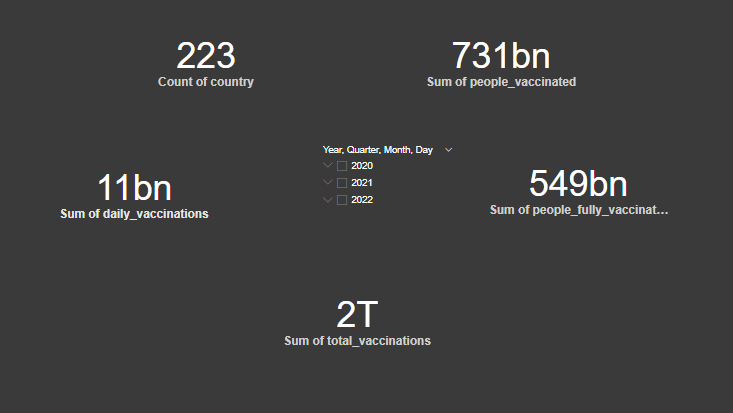 223
Count of country
731bn
Sum of people_vaccinated
Year, Quarter, Month, Day
2020
2021
2022
11bn
Sum of daily_vaccinations
549bn
Sum of people_fully_vaccinat...
2T
Sum of total_vaccinations